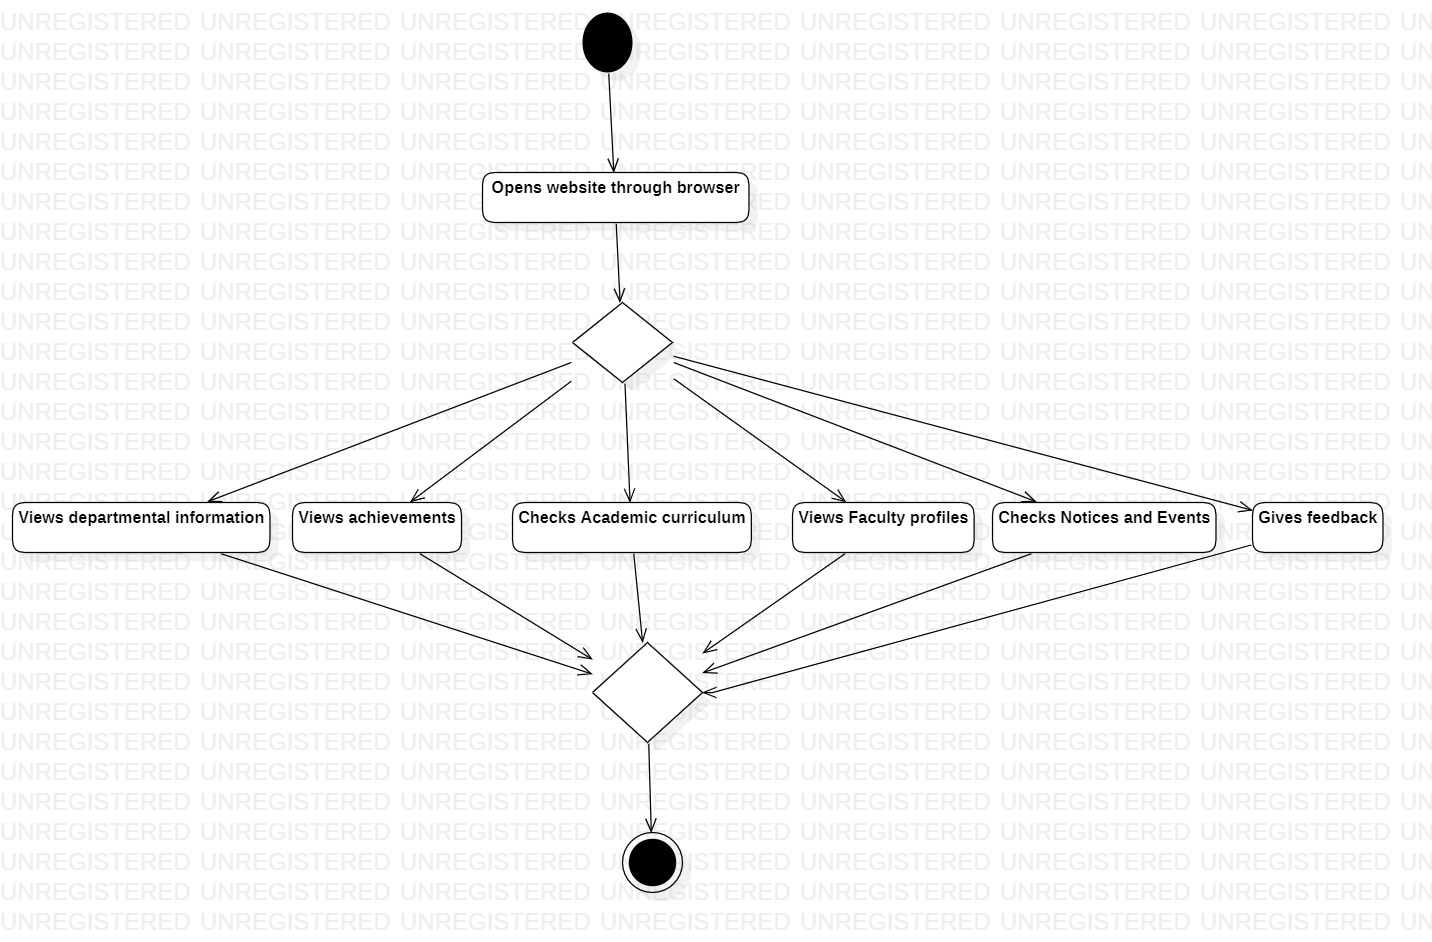 Opens website through browser
Views departmental information
Views achievements
Checks Academic curriculum
Views Faculty profiles
Checks Notices and Events
Gives feedback
UNREGISTERED